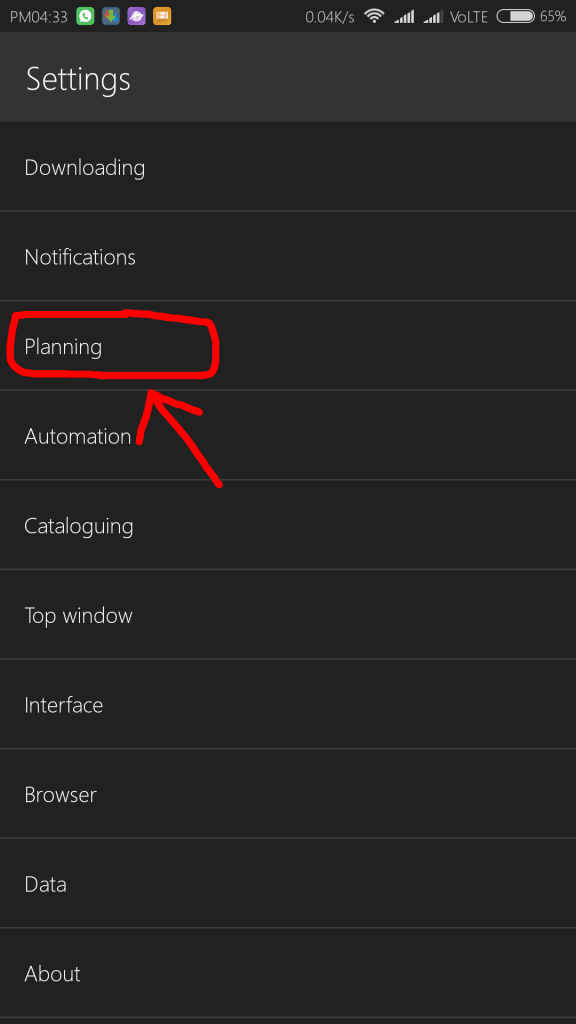 PM04:33 0.04K/s VoLTE 65%
Settings
Downloading
Notifications
Planning
Automation
Cataloguing
Top window
Interface
Browser
Data
About